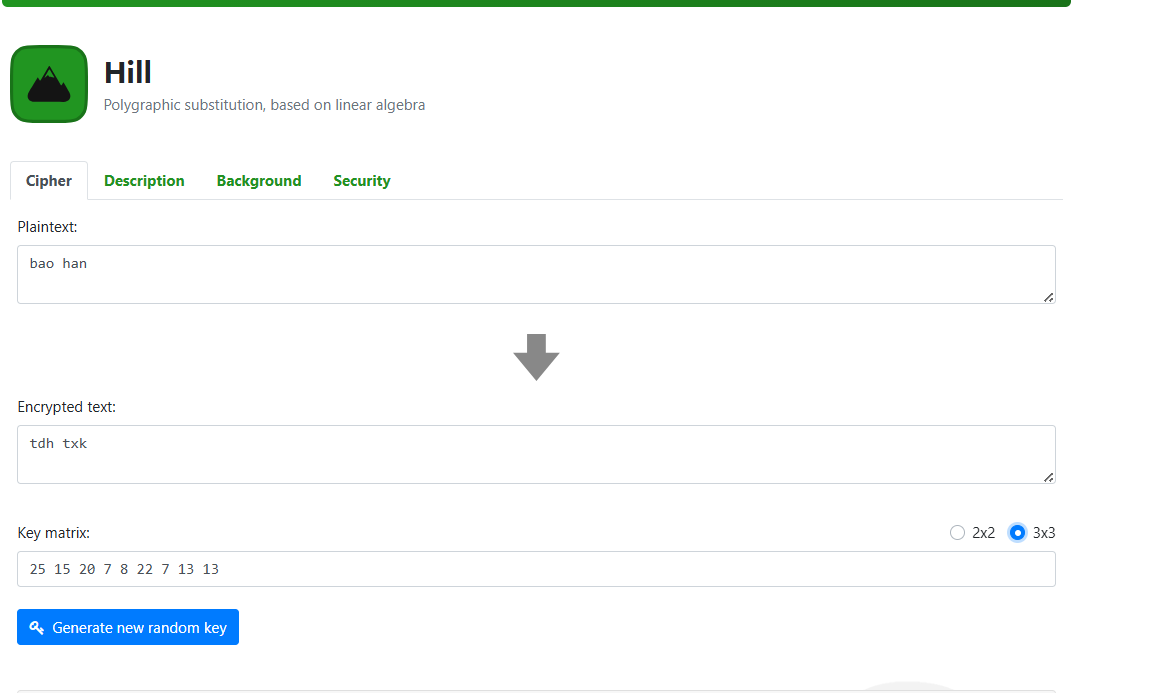 Hill
Polygraphic substitution, based on linear algebra
Cipher Description Background Security
Plaintext:
bao han
Encrypted text:
tdh txk
Key matrix: 2x2 3x3
25 15 20 7 8 22 7 13 13
Generate new random key